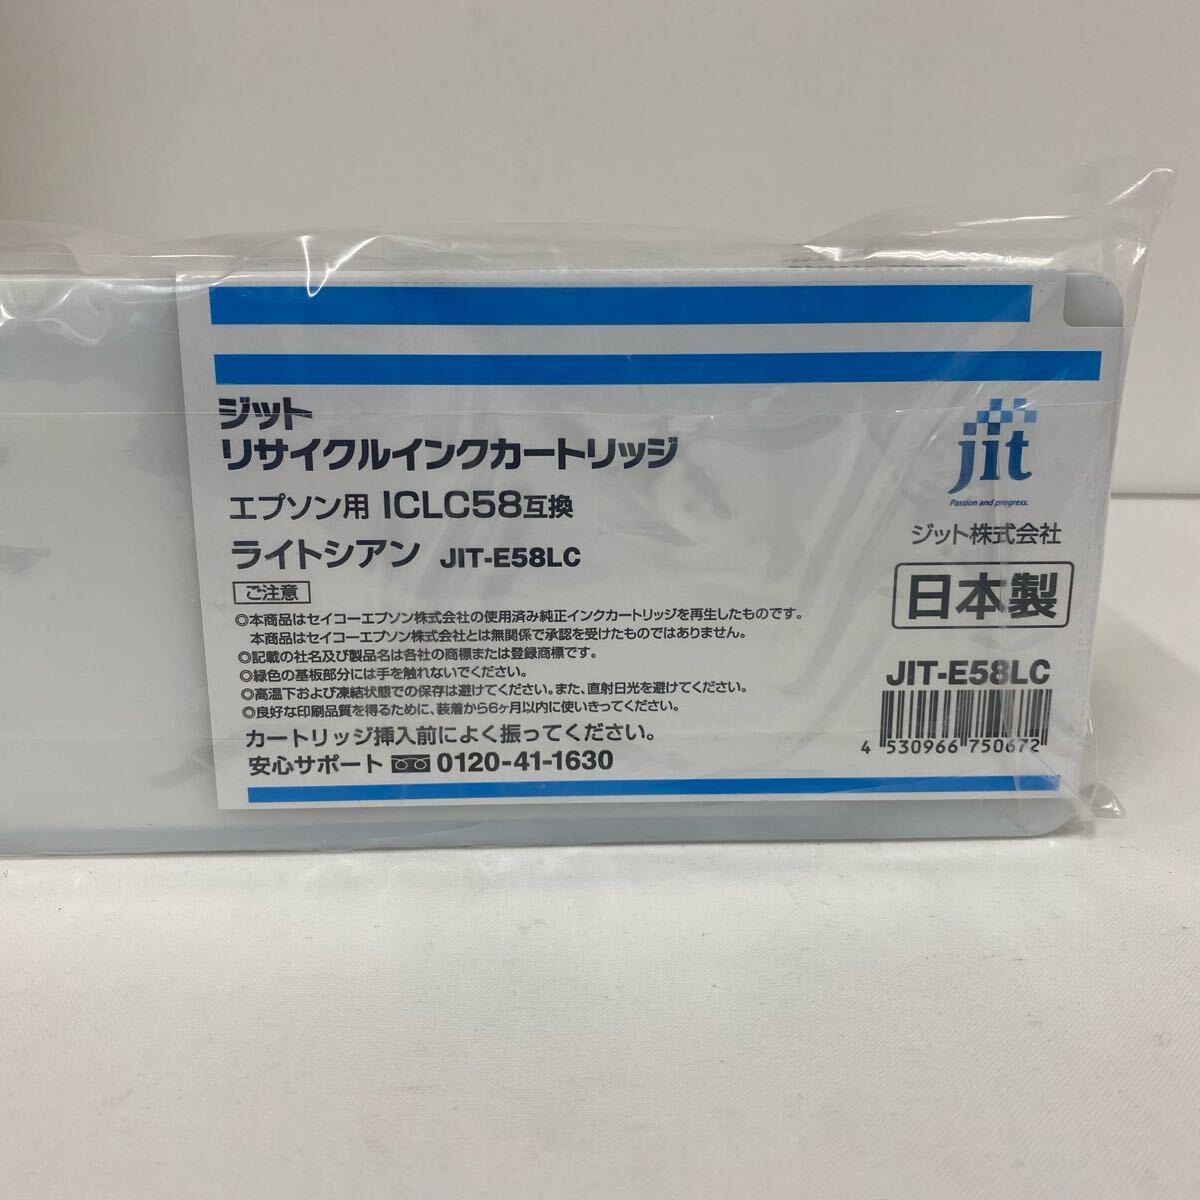 ジット
リサイクルインクカートリッジ
エプソン用 ICLC58互換
ライトシアン JIT-E58LC
ご注意
◎本商品はセイコーエプソン株式会社の使用済み純正インクカートリッジを再生したものです。
本商品はセイコーエプソン株式会社とは無関係で承認を受けたものではありません。
◎記載の社名及び製品名は各社の商標または登録商標です。
◎緑色の基板部分には手を触れないでください。
◎高温下および凍結状態での保存は避けてください。また、直射日光を避けてください。
◎良好な印刷品質を得るために、装着から6ヶ月以内に使いきってください。
カートリッジ挿入前によく振ってください。
安心サポート 0120-41-1630
jit
Passion and progress.
ジット株式会社
日本製
JIT-E58LC
4 530966 750672